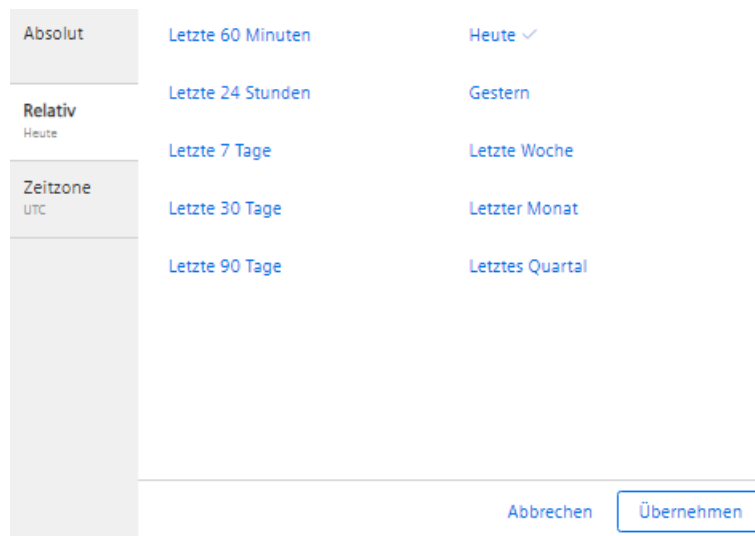 Absolut
Relativ
Heute
Zeitzone
UTC
Letzte 60 Minuten
Heute
Letzte 24 Stunden
Gestern
Letzte 7 Tage
Letzte Woche
Letzte 30 Tage
Letzter Monat
Letzte 90 Tage
Letztes Quartal
Abbrechen
Übernehmen